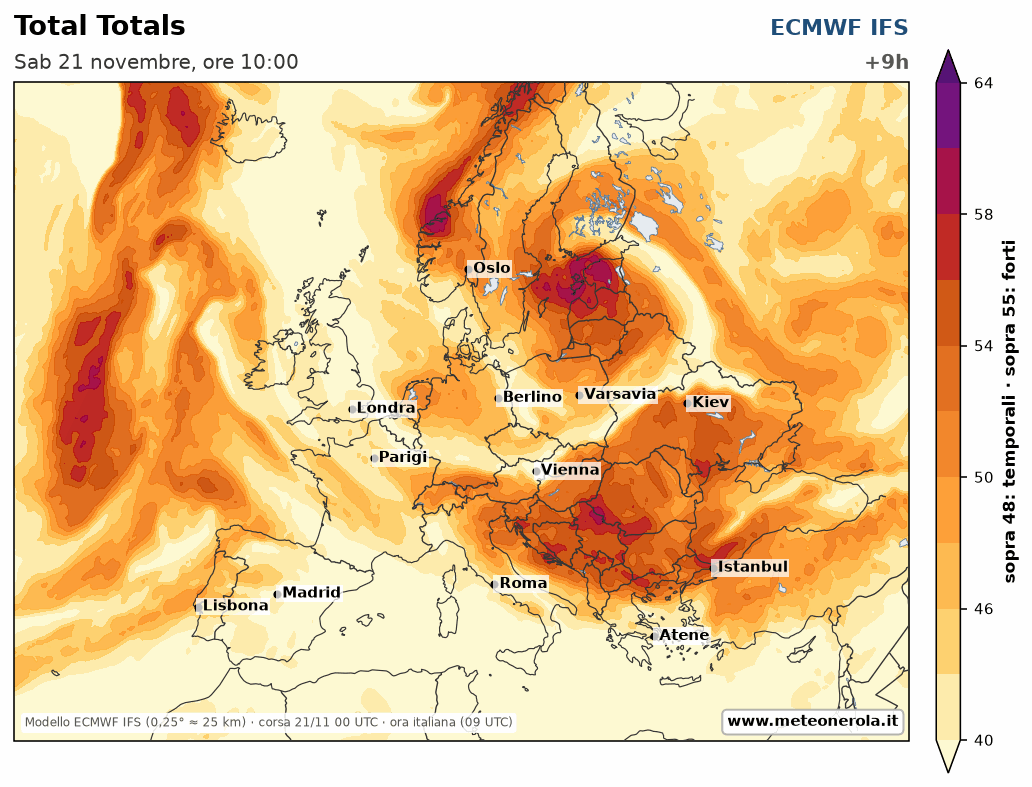 Total Totals
ECMWF IFS
Sab 21 novembre, ore 10:00
+9h
Oslo
Berlino
Varsavia
Kiev
Londra
Parigi
Vienna
Istanbul
Roma
Madrid
Lisbona
Atene
Modello ECMWF IFS (0,25° ≈ 25 km) · corsa 21/11 00 UTC · ora italiana (09 UTC)
www.meteonerola.it
64
58
54
50
46
40
sopra 48: temporali · sopra 55: forti